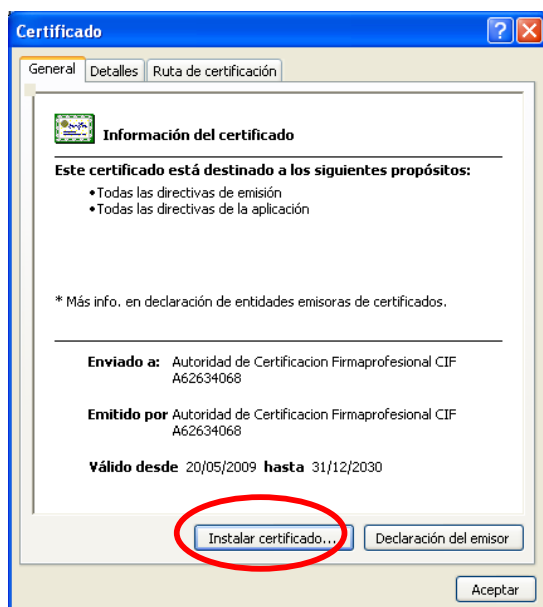 Certificado
General Detalles Ruta de certificación
Información del certificado
Este certificado está destinado a los siguientes propósitos:
•Todas las directivas de emisión
•Todas las directivas de la aplicación
* Más info. en declaración de entidades emisoras de certificados.
Enviado a: Autoridad de Certificacion Firmaprofesional CIF
A62634068
Emitido por Autoridad de Certificacion Firmaprofesional CIF
A62634068
Válido desde 20/05/2009 hasta 31/12/2030
Instalar certificado... Declaración del emisor
Aceptar